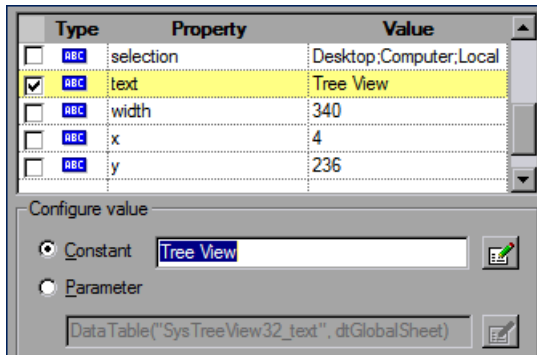 Type Property Value
ABC selection Desktop;Computer;Local
ABC text Tree View
ABC width 340
ABC x 4
ABC y 236
Configure value
Constant Tree View
Parameter
DataTable("SysTreeView32_text", dtGlobalSheet)